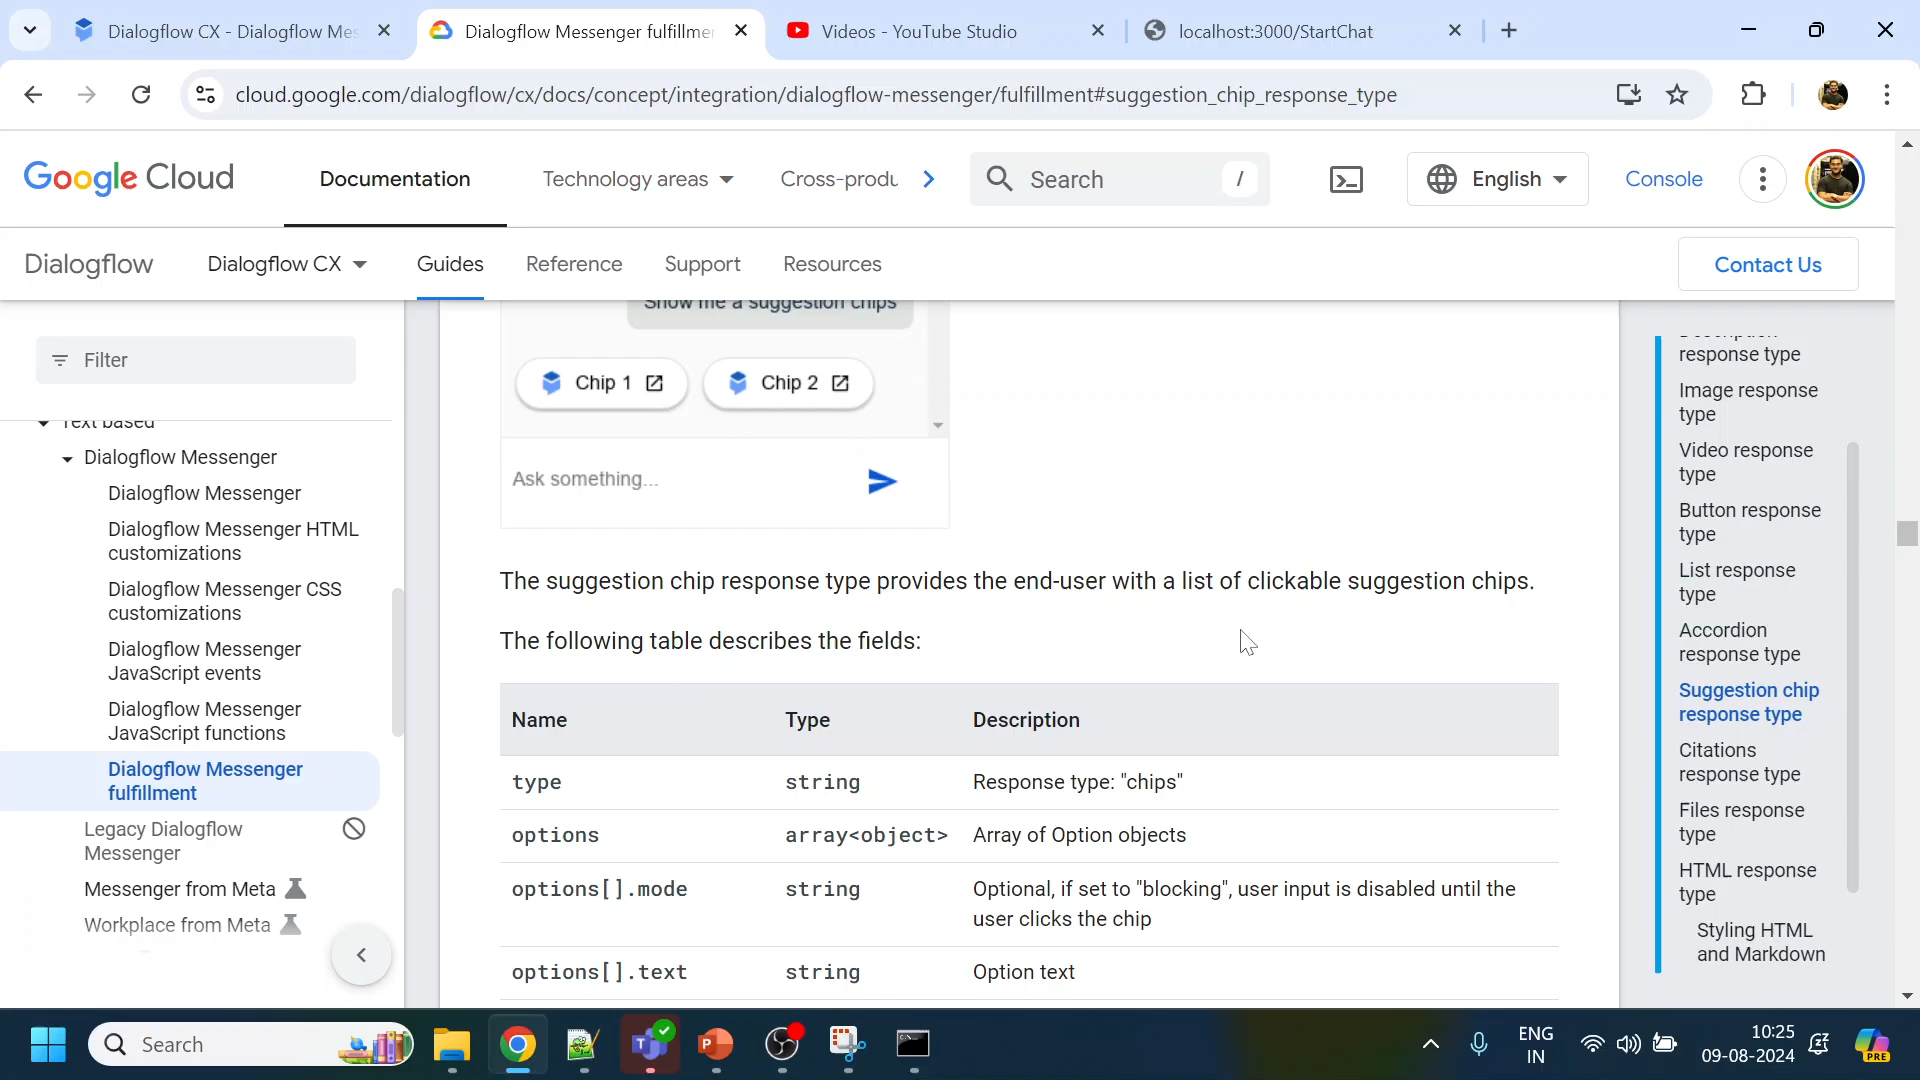 Dialogflow CX - Dialogflow Mes
Dialogflow Messenger fulfillmer
Videos - YouTube Studio
localhost:3000/StartChat
cloud.google.com/dialogflow/cx/docs/concept/integration/dialogflow-messenger/fulfillment#suggestion_chip_response_type
Google Cloud
Documentation
Technology areas
Cross-produ
Search
/
English
Console
Dialogflow
Dialogflow CX
Guides
Reference
Support
Resources
Contact Us
Filter
Text based
Dialogflow Messenger
Dialogflow Messenger
Dialogflow Messenger HTML
customizations
Dialogflow Messenger CSS
customizations
Dialogflow Messenger
JavaScript events
Dialogflow Messenger
JavaScript functions
Dialogflow Messenger
fulfillment
Legacy Dialogflow
Messenger
Messenger from Meta
Workplace from Meta
Show me a suggestion chips
Chip 1
Chip 2
Ask something...
The suggestion chip response type provides the end-user with a list of clickable suggestion chips.
The following table describes the fields:
Name Type Description
type string Response type: "chips"
options array<object> Array of Option objects
options[].mode string Optional, if set to "blocking", user input is disabled until the
user clicks the chip
options[].text string Option text
Description
response type
Image response
type
Video response
type
Button response
type
List response
type
Accordion
response type
Suggestion chip
response type
Citations
response type
Files response
type
HTML response
type
Styling HTML
and Markdown
Search
ENG
IN
10:25
09-08-2024
PRE